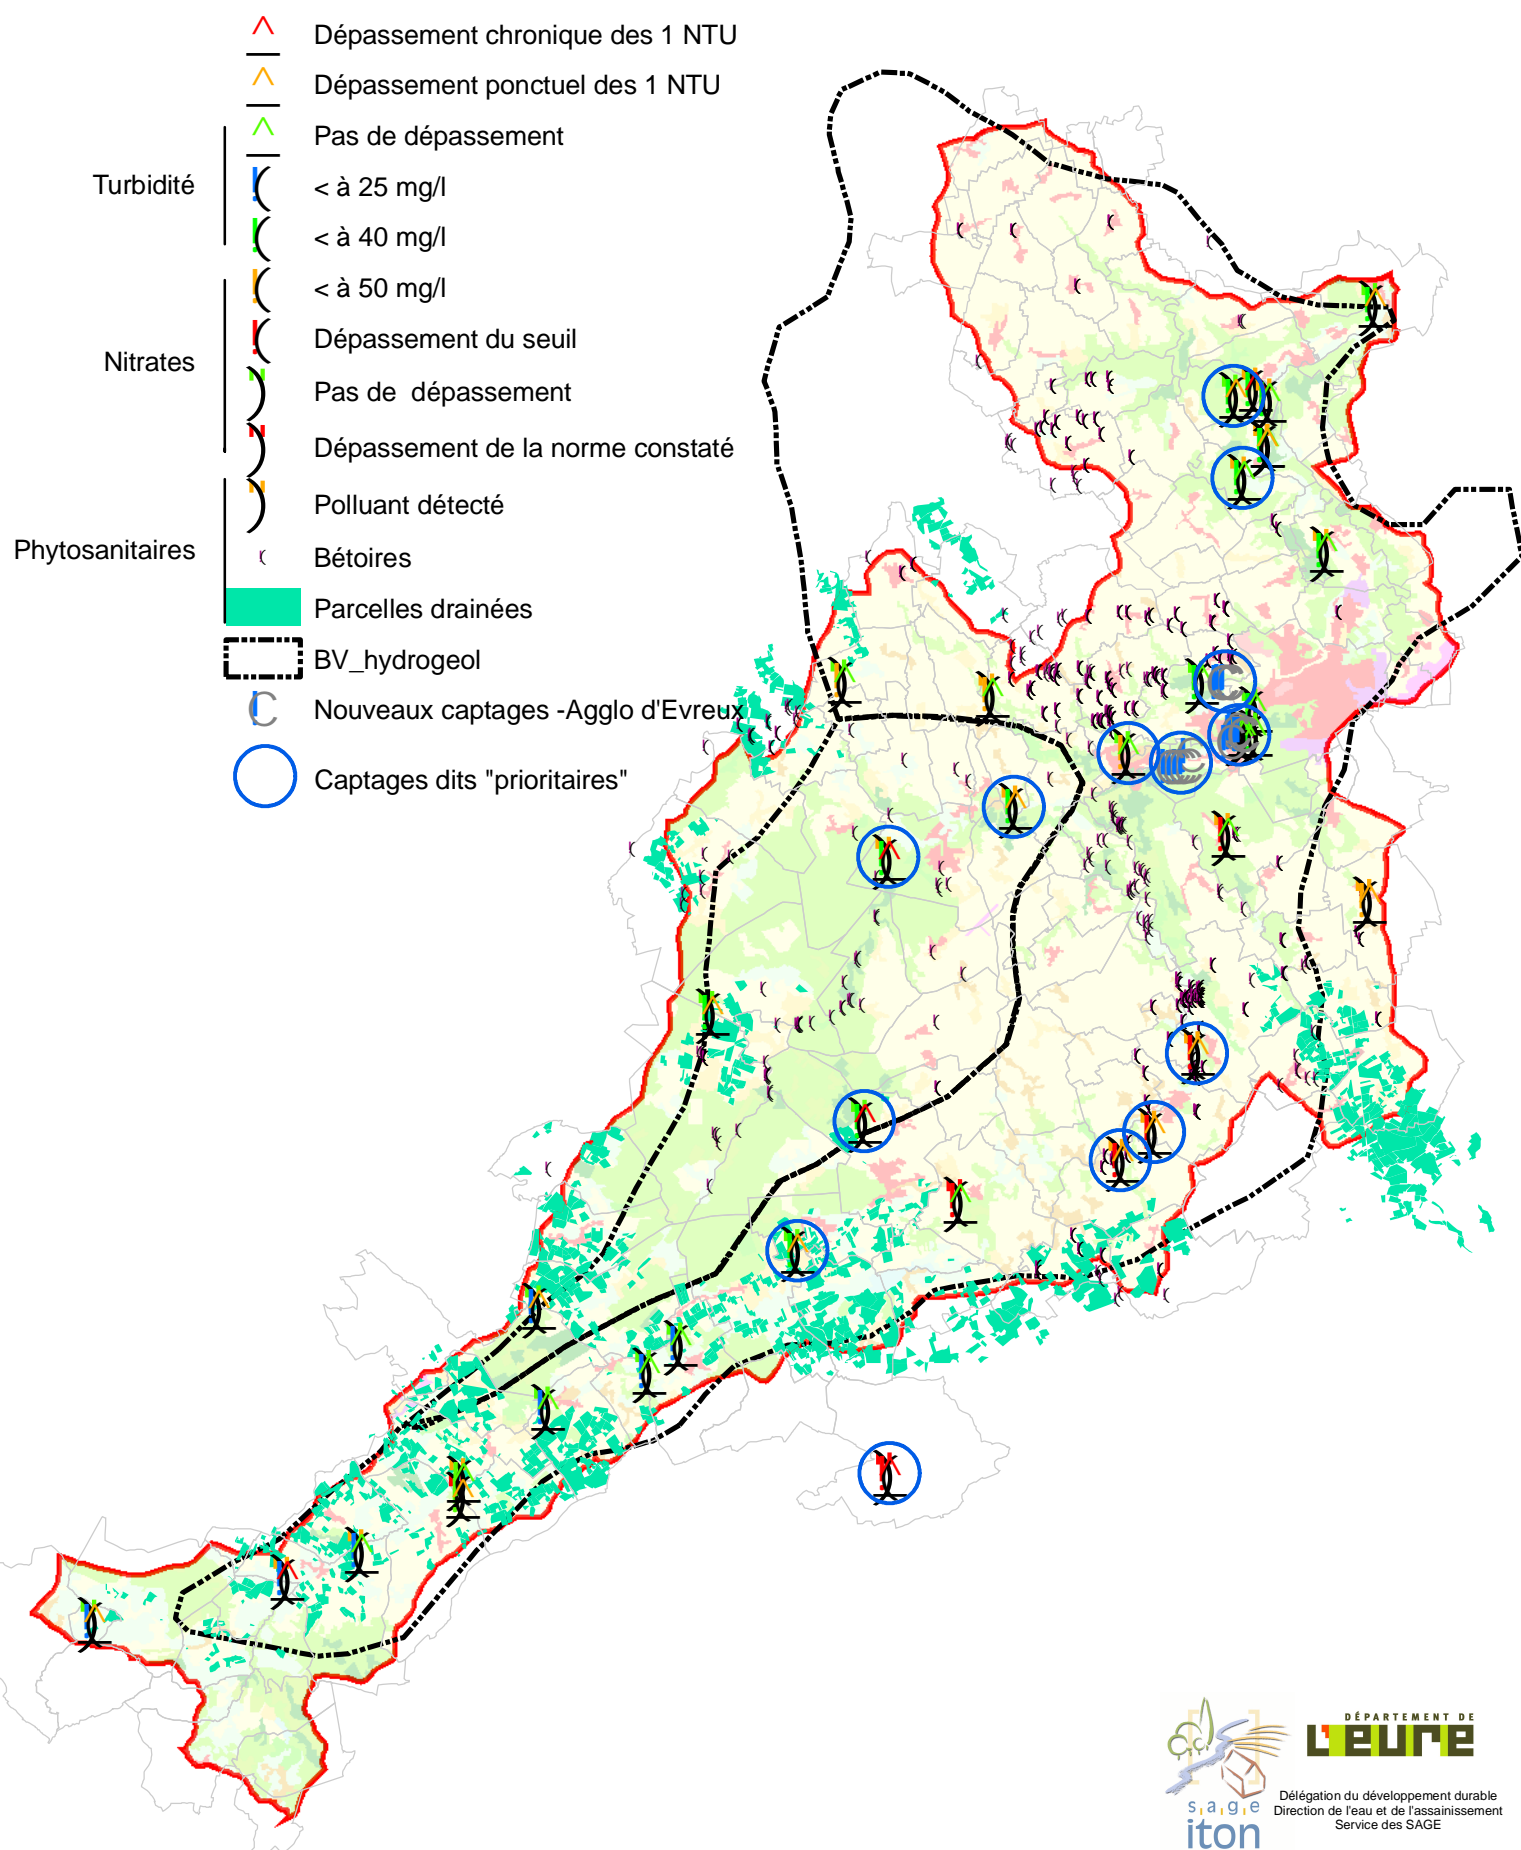 Dépassement chronique des 1 NTU
Dépassement ponctuel des 1 NTU
Pas de dépassement
Turbidité
< à 25 mg/l
< à 40 mg/l
< à 50 mg/l
Nitrates
Dépassement du seuil
Pas de dépassement
Dépassement de la norme constaté
Polluant détecté
Phytosanitaires
Bétoires
Parcelles drainées
BV_hydrogeol
Nouveaux captages -Agglo d'Evreux
Captages dits "prioritaires"
DÉPARTEMENT DE
L'EURE
s,a,g,e
iton
Délégation du développement durable
Direction de l'eau et de l'assainissement
Service des SAGE